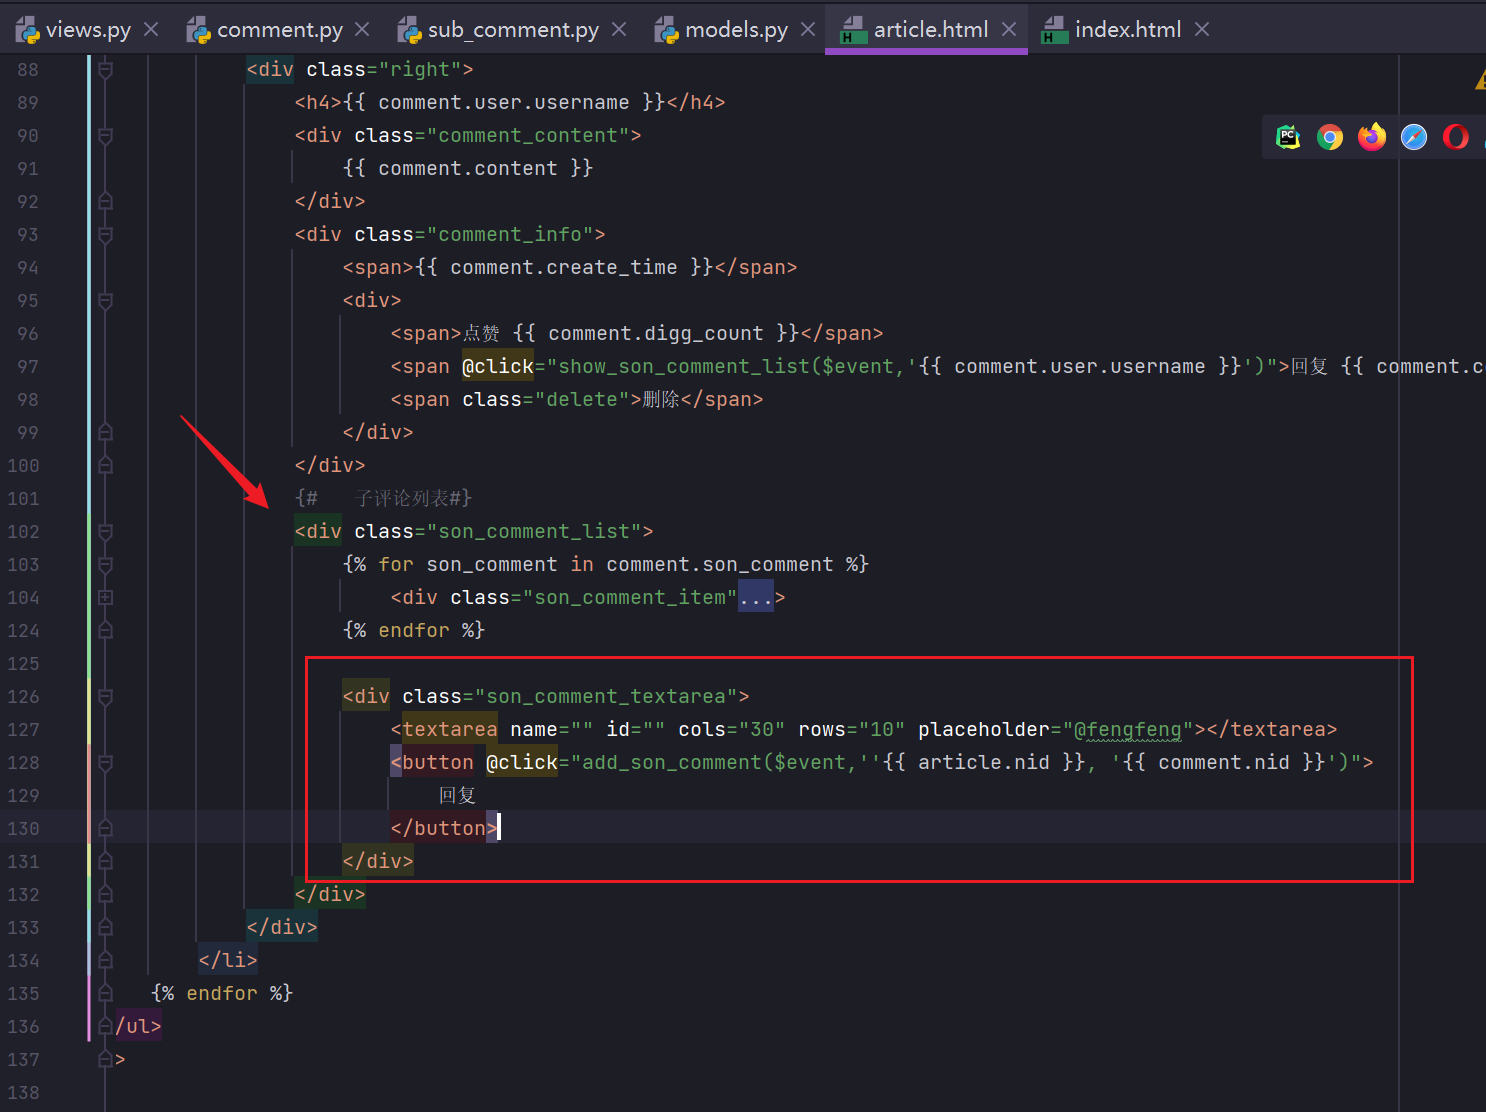 views.py comment.py sub_comment.py models.py article.html index.html
88 <div class="right">
89 <h4>{{ comment.user.username }}</h4>
90 <div class="comment_content">
91 {{ comment.content }}
92 </div>
93 <div class="comment_info">
94 <span>{{ comment.create_time }}</span>
95 <div>
96 <span>点赞 {{ comment.digg_count }}</span>
97 <span @click="show_son_comment_list($event,'{{ comment.user.username }}')">回复 {{ comment.c
98 <span class="delete">删除</span>
99 </div>
100 </div>
101 {# 子评论列表#}
102 <div class="son_comment_list">
103 {% for son_comment in comment.son_comment %}
104 <div class="son_comment_item"...>
124 {% endfor %}
125
126 <div class="son_comment_textarea">
127 <textarea name="" id="" cols="30" rows="10" placeholder="@fengfeng"></textarea>
128 <button @click="add_son_comment($event,''{{ article.nid }}, '{{ comment.nid }}')">
129 回复
130 </button>
131 </div>
132 </div>
133 </div>
134 </li>
135 {% endfor %}
136 /ul>
137 >
138